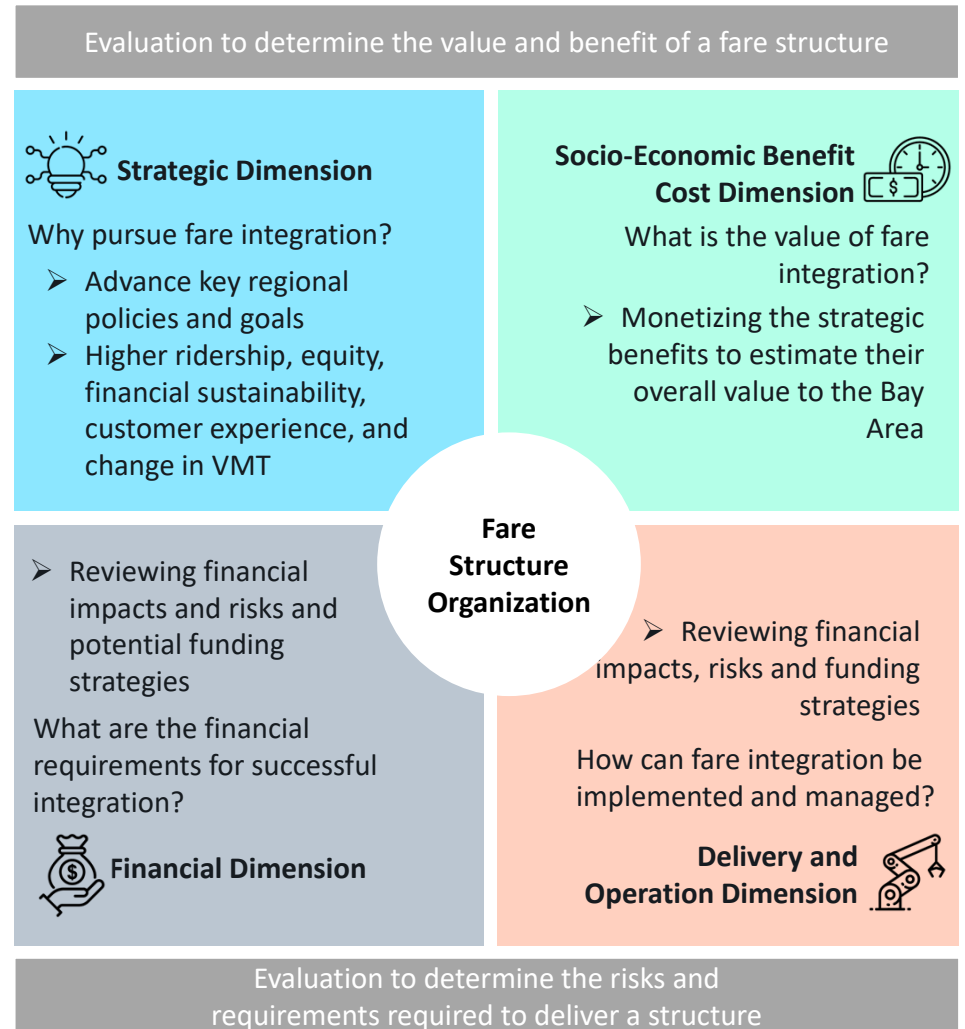 Evaluation to determine the value and benefit of a fare structure
Strategic Dimension
Why pursue fare integration?
➢ Advance key regional
policies and goals
➢ Higher ridership, equity,
financial sustainability,
customer experience, and
change in VMT
Socio-Economic Benefit
Cost Dimension
$
What is the value of fare
integration?
➢ Monetizing the strategic
benefits to estimate their
overall value to the Bay
Area
Fare
Structure
Organization
➢ Reviewing financial
impacts and risks and
potential funding
strategies
What are the financial
requirements for successful
integration?
$
Financial Dimension
➢ Reviewing financial
impacts, risks and funding
strategies
How can fare integration be
implemented and managed?
Delivery and
Operation Dimension
Evaluation to determine the risks and
requirements required to deliver a structure